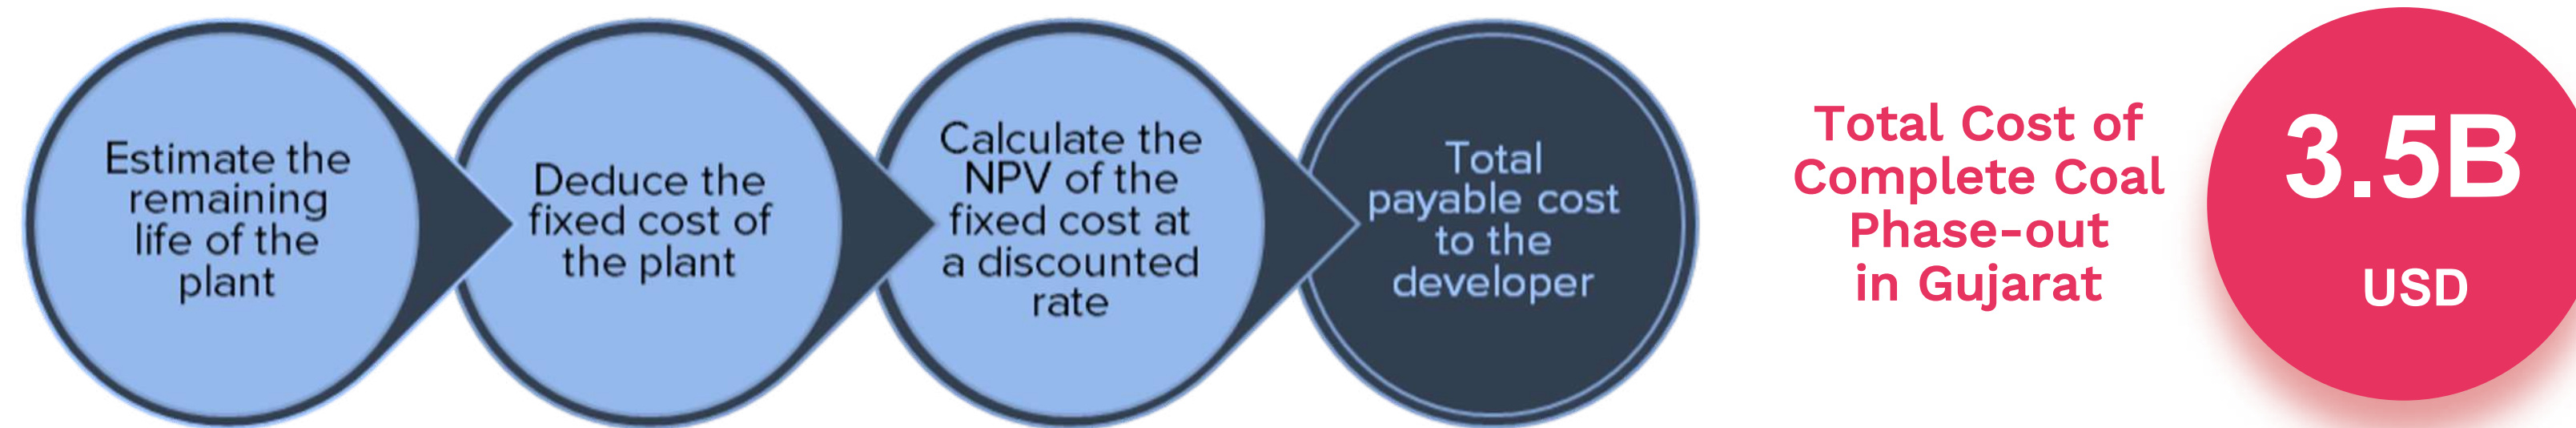 Estimate the
remaining
life of the
plant
Deduce the
fixed cost of
the plant
Calculate the
NPV of the
fixed cost at
a discounted
rate
Total
payable cost
to the
developer
Total Cost of
Complete Coal
Phase-out
in Gujarat
3.5B
USD